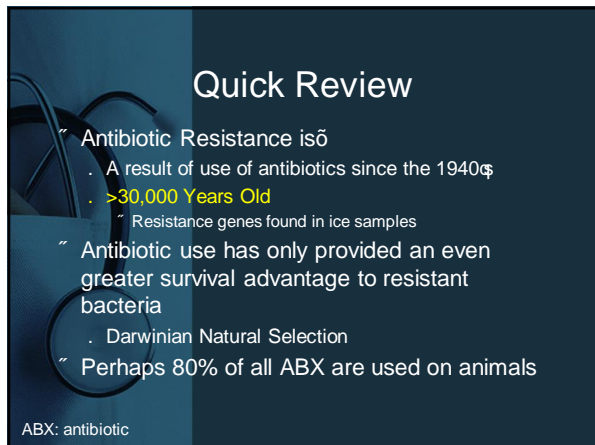 Quick Review
˝ Antibiotic Resistance isõ
. A result of use of antibiotics since the 1940qs
. >30,000 Years Old
˝ Resistance genes found in ice samples
˝ Antibiotic use has only provided an even
greater survival advantage to resistant
bacteria
. Darwinian Natural Selection
˝ Perhaps 80% of all ABX are used on animals
ABX: antibiotic